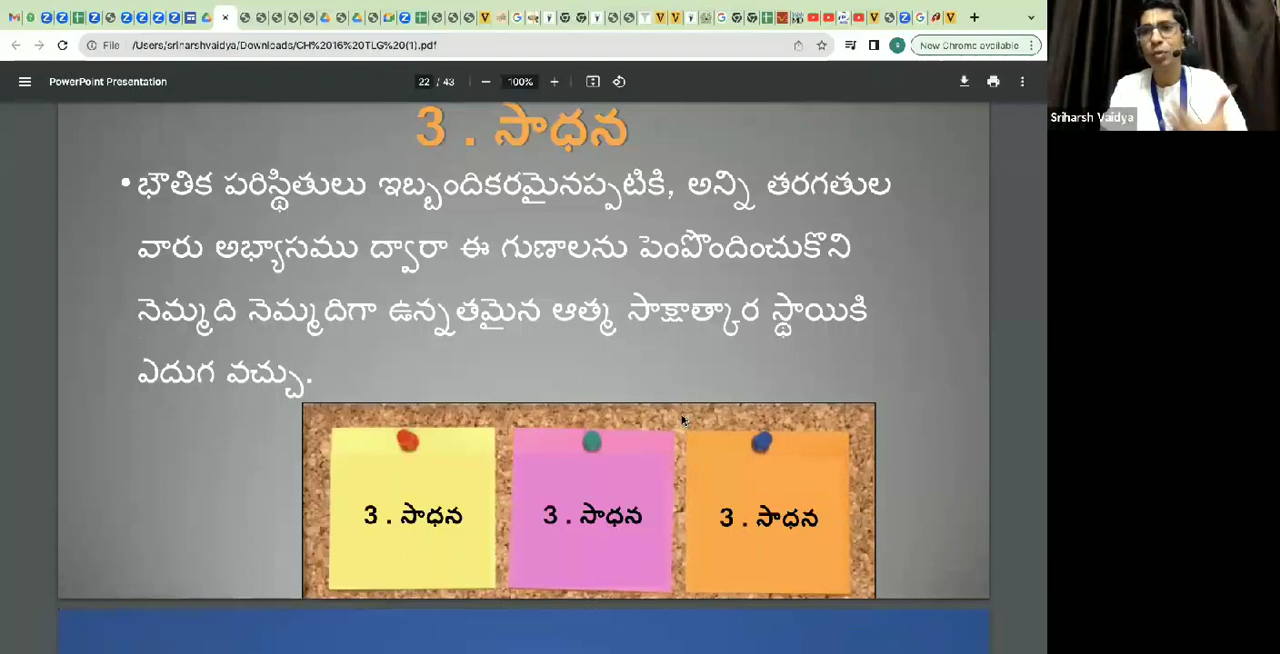 File
/Users/sriharshvaidya/Downloads/CH%2016%20TLG%20(1).pdf
New Chrome available
PowerPoint Presentation
22 / 43
100%
Sriharsh Vaidya
3 . సాధన
• భౌతిక పరిస్థితులు ఇబ్బందికరమైనప్పటికి, అన్ని తరగతుల
వారు అభ్యాసము ద్వారా ఈ గుణాలను పెంపొందించుకొని
నెమ్మది నెమ్మదిగా ఉన్నతమైన ఆత్మ సాక్షాత్కార స్థాయికి
ఎదుగ వచ్చు.
3 . సాధన
3 . సాధన
3 . సాధన